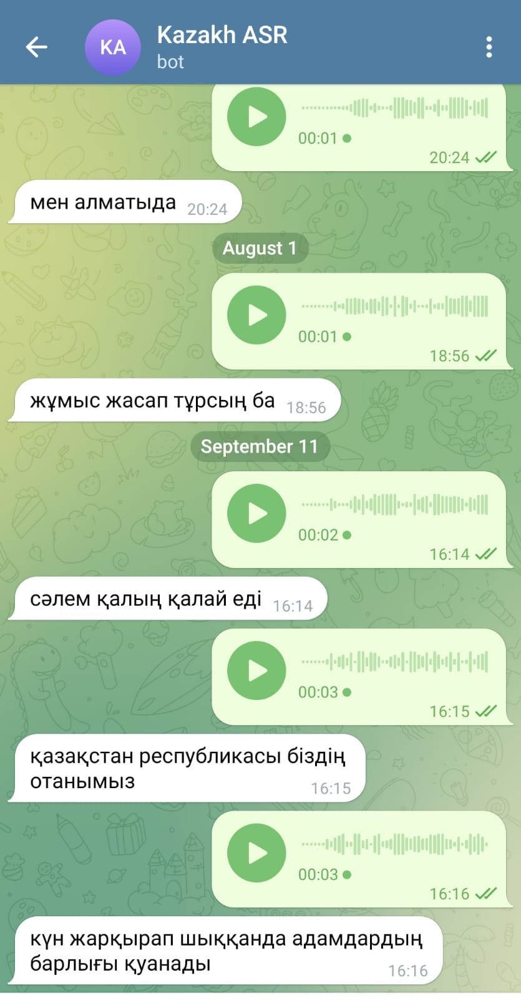 Kazakh ASR
KA
bot
00:01
20:24
мен алматыда 20:24
August 1
00:01
18:56
жұмыс жасап тұрсың ба 18:56
September 11
00:02
16:14
сәлем қалың қалай еді 16:14
00:03
16:15
қазақстан республикасы біздің
отанымыз 16:15
00:03
16:16
күн жарқырап шыққанда адамдардың
барлығы қуанады 16:16